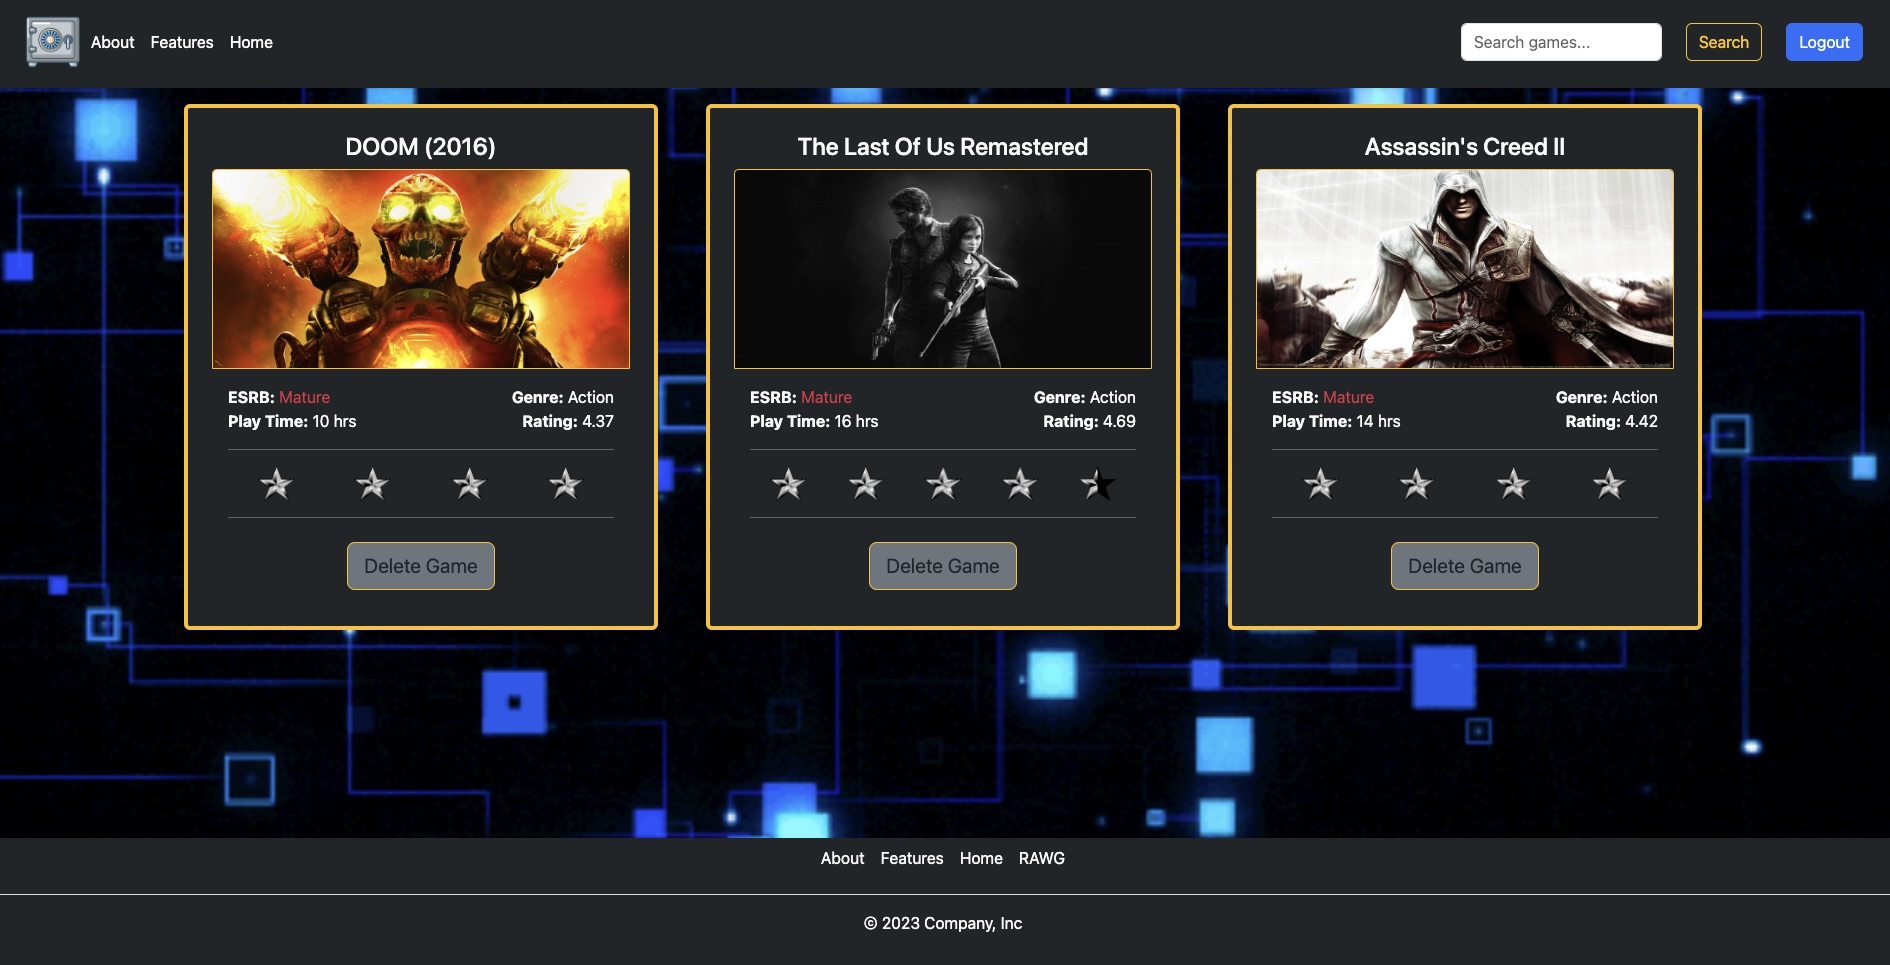 About Features Home
Search games...
Search
Logout
DOOM (2016)
ESRB: Mature
Genre: Action
Play Time: 10 hrs
Rating: 4.37
Delete Game
The Last Of Us Remastered
ESRB: Mature
Genre: Action
Play Time: 16 hrs
Rating: 4.69
Delete Game
Assassin's Creed II
ESRB: Mature
Genre: Action
Play Time: 14 hrs
Rating: 4.42
Delete Game
About Features Home RAWG
© 2023 Company, Inc